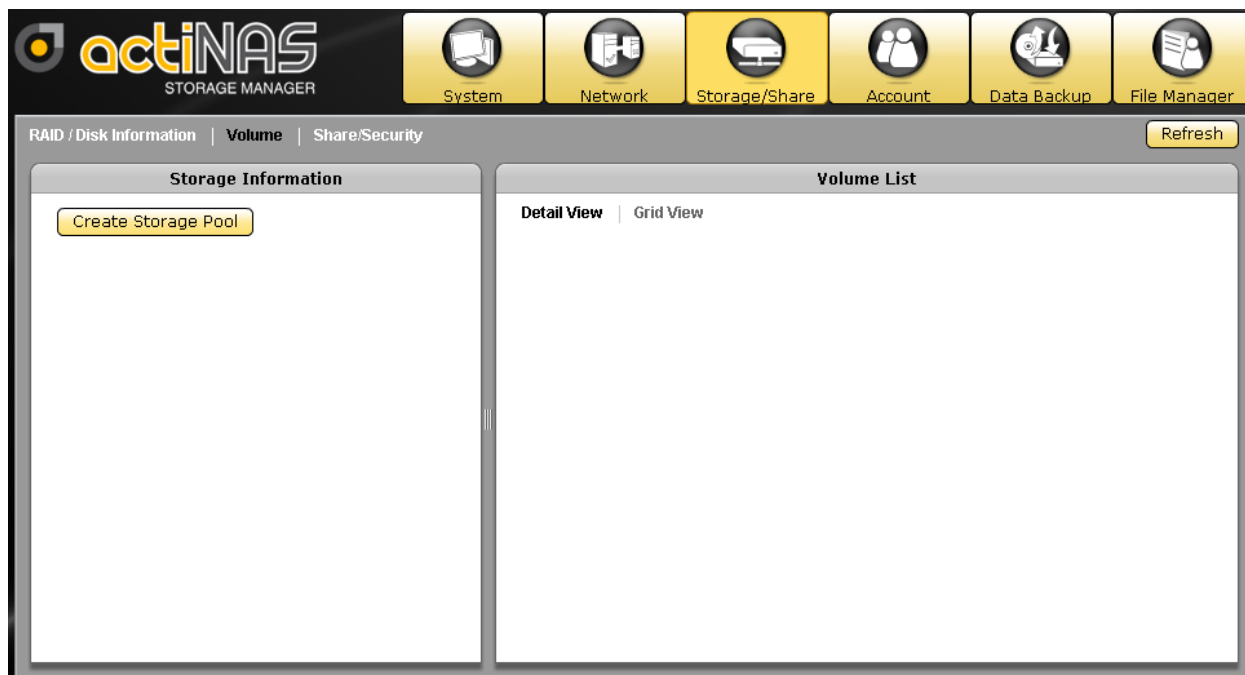 actiNAS
STORAGE MANAGER
System Network Storage/Share Account Data Backup File Manager
RAID / Disk Information | Volume | Share/Security Refresh
Storage Information
Create Storage Pool
Volume List
Detail View | Grid View